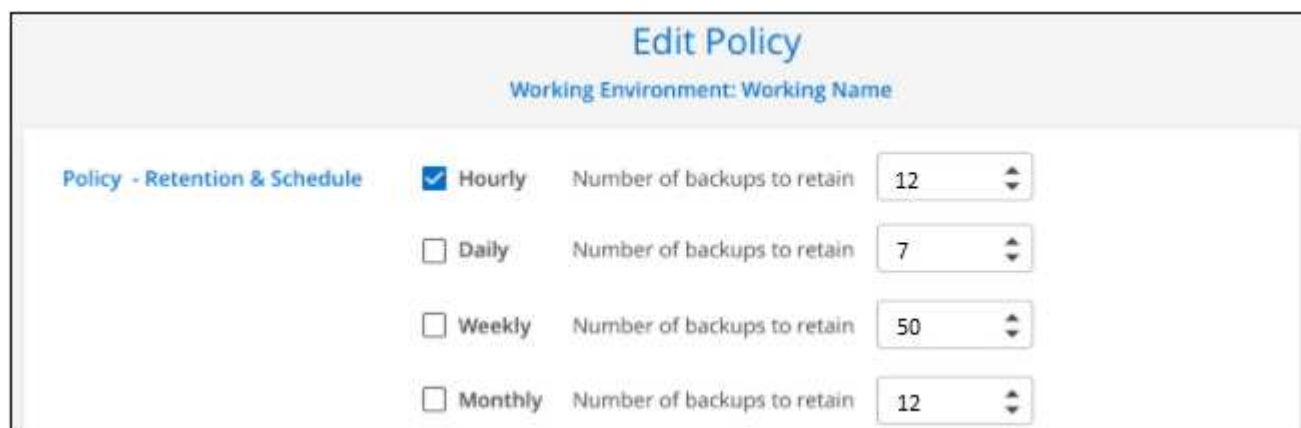 Edit Policy
Working Environment: Working Name
Policy - Retention & Schedule Hourly Number of backups to retain 12
Daily Number of backups to retain 7
Weekly Number of backups to retain 50
Monthly Number of backups to retain 12